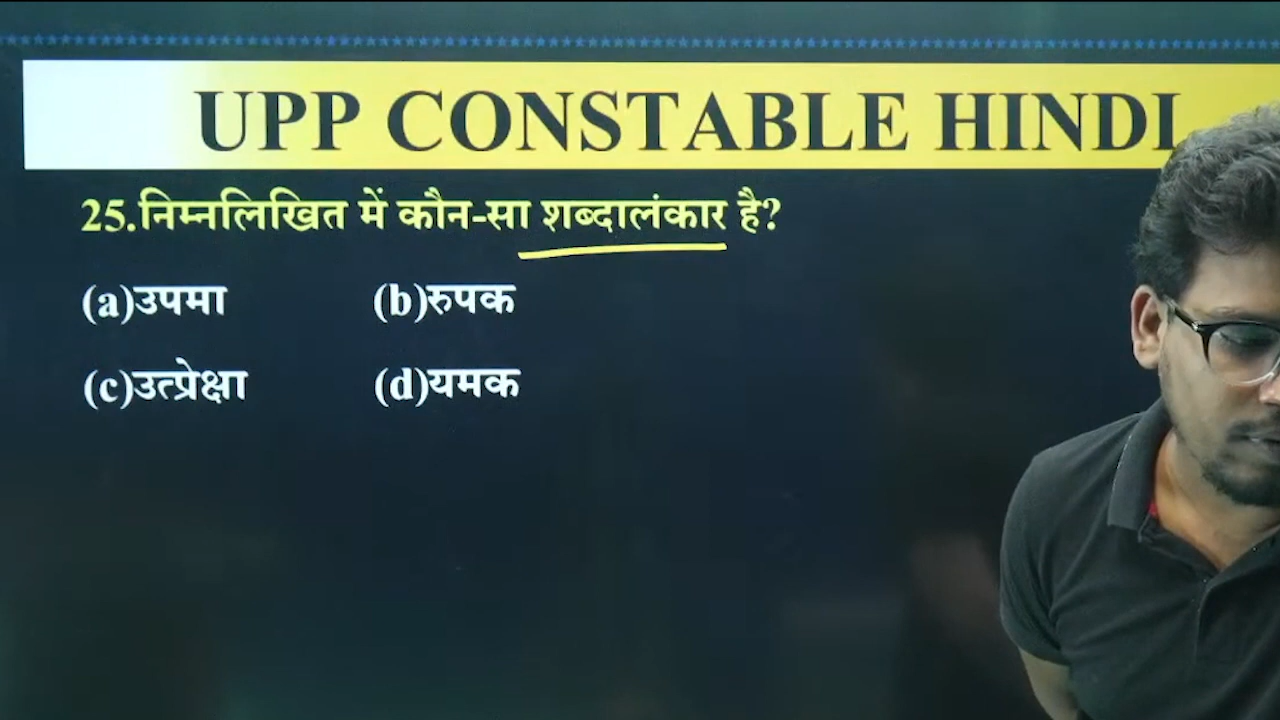 UPP CONSTABLE HINDI
25.निम्नलिखित में कौन-सा शब्दालंकार है?
(a)उपमा (b)रुपक
(c)उत्प्रेक्षा (d)यमक